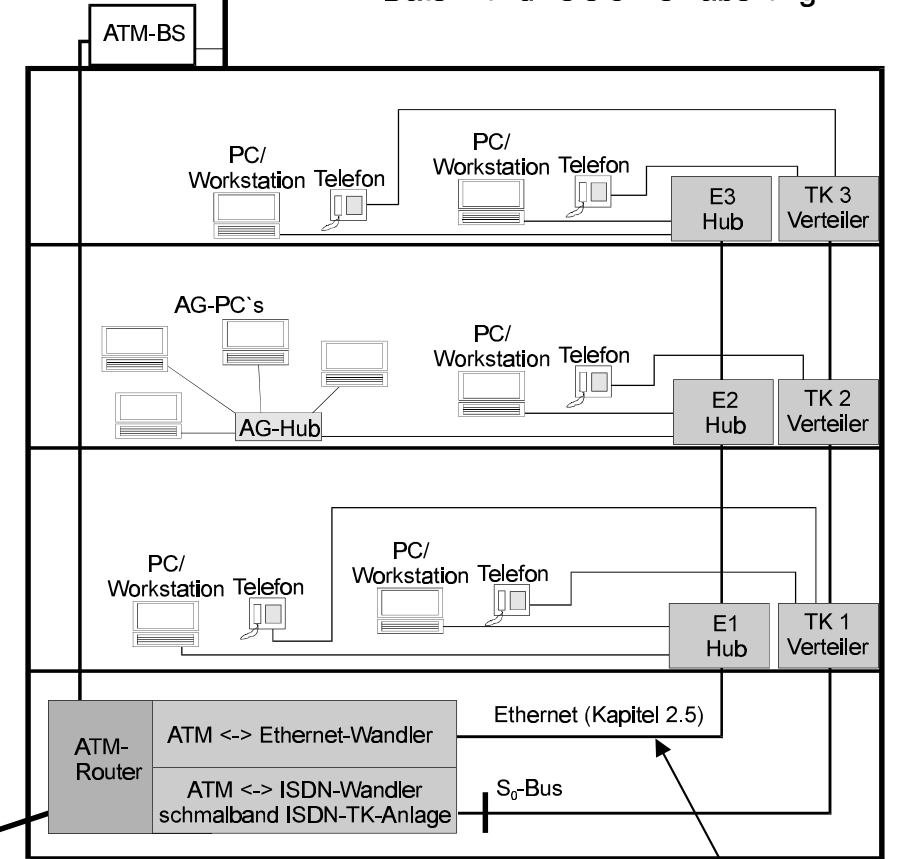 ATM-BS
PC/
Workstation
Telefon
PC/
Workstation
Telefon
E3
Hub
TK 3
Verteiler
AG-PC`s
PC/
Workstation
Telefon
AG-Hub
E2
Hub
TK 2
Verteiler
PC/
Workstation
Telefon
PC/
Workstation
Telefon
E1
Hub
TK 1
Verteiler
Ethernet (Kapitel 2.5)
ATM-
Router
ATM <-> Ethernet-Wandler
ATM <-> ISDN-Wandler
schmalband ISDN-TK-Anlage
S₀-Bus